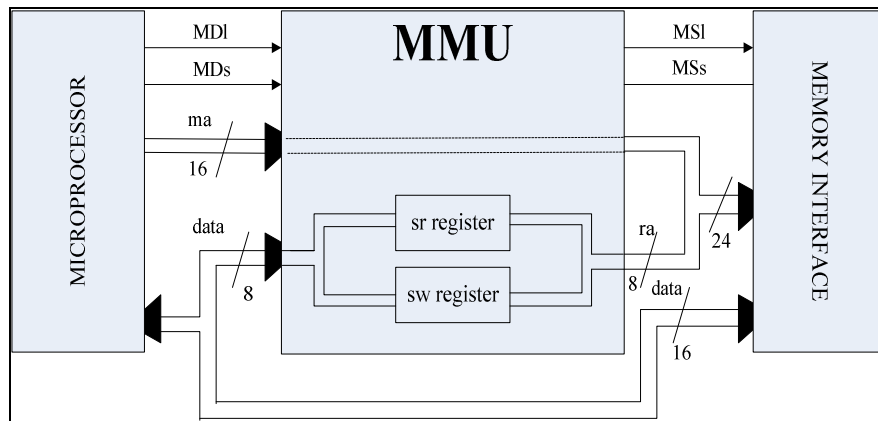 MICROPROCESSOR
MDl
MDs
ma
16
data
8
MMU
sr register
sw register
MSl
MSs
ra
8
24
data
16
MEMORY INTERFACE